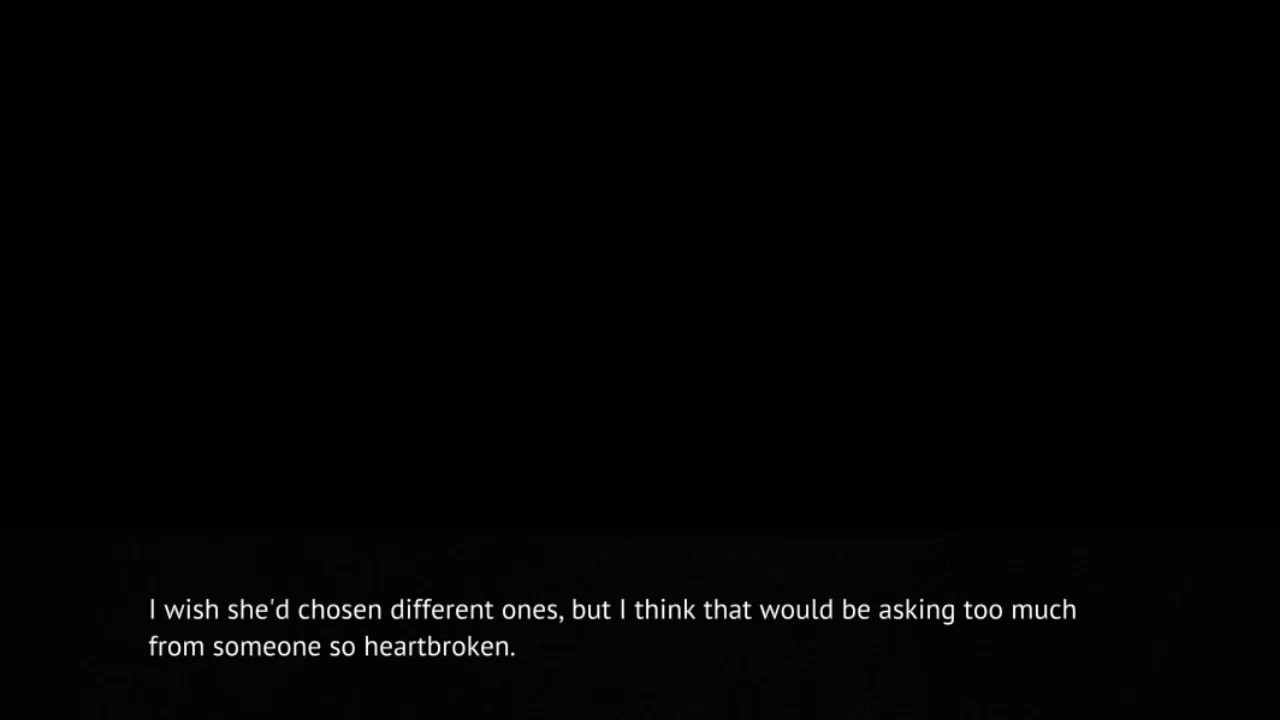 I wish she'd chosen different ones, but I think that would be asking too much
from someone so heartbroken.